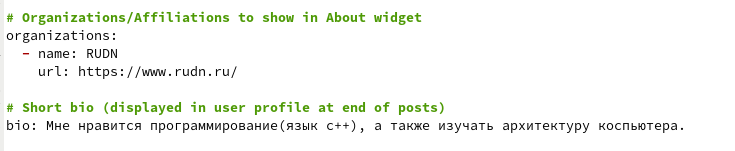 # Organizations/Affiliations to show in About widget
organizations:
  - name: RUDN
    url: https://www.rudn.ru/

# Short bio (displayed in user profile at end of posts)
bio: Мне нравится программирование(язык с++), а также изучать архитектуру коспьютера.